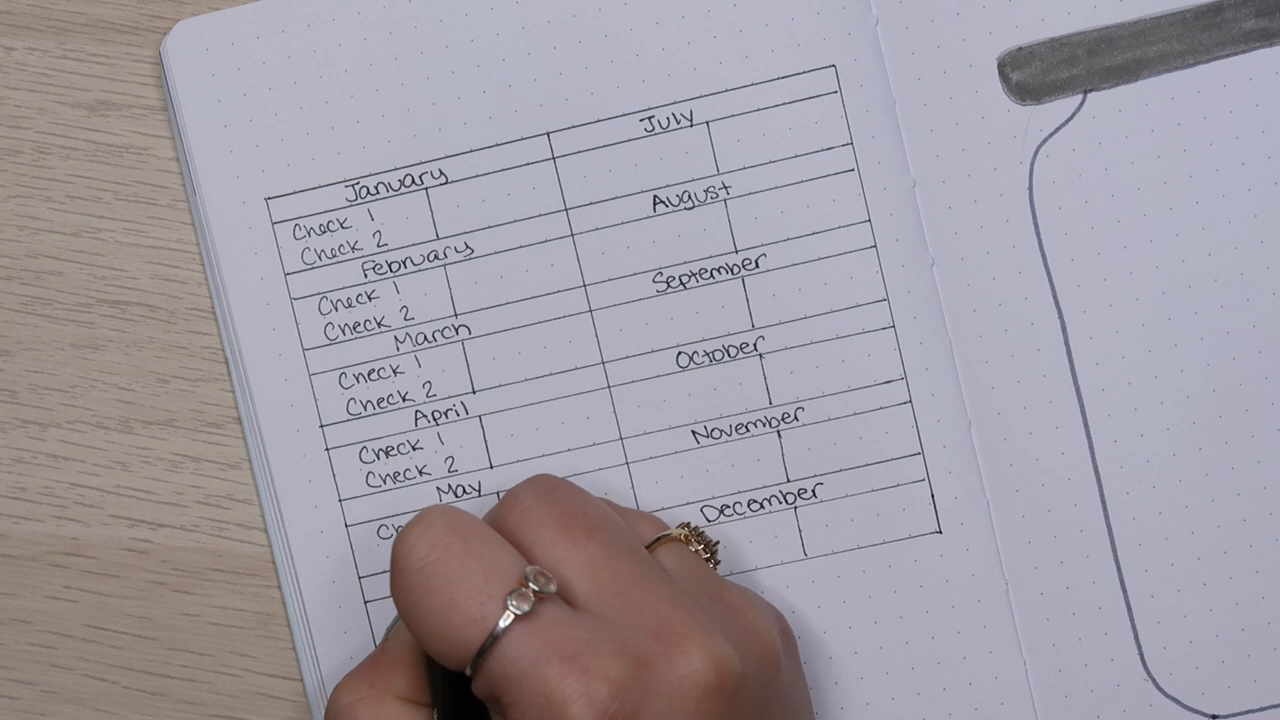 January
Check 1
Check 2
February
Check 1
Check 2
March
Check 1
Check 2
April
Check 1
Check 2
May
Ch
July
August
September
October
November
December